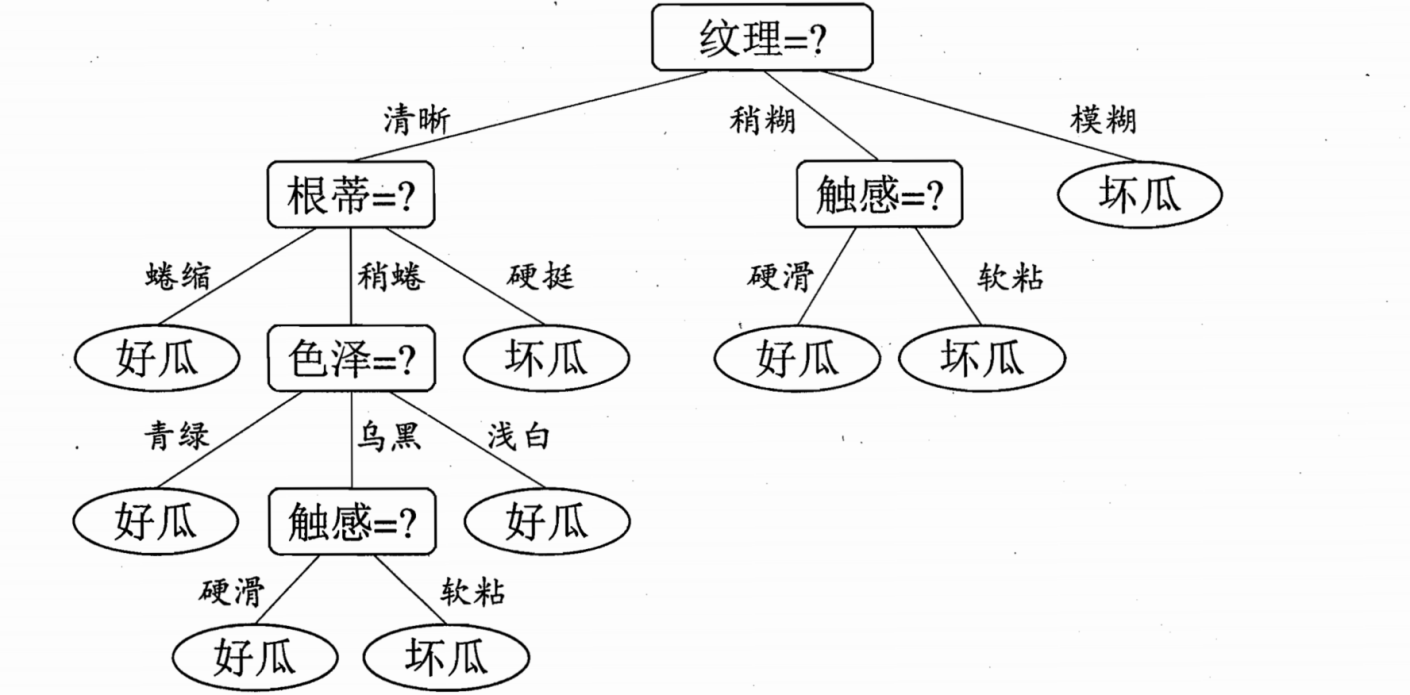 纹理=?
清晰 稍糊 模糊
根蒂=? 触感=? 坏瓜
蜷缩 稍蜷 硬挺 硬滑 软粘
好瓜 色泽=? 坏瓜 好瓜 坏瓜
青绿 乌黑 浅白
好瓜 触感=? 好瓜
硬滑 软粘
好瓜 坏瓜